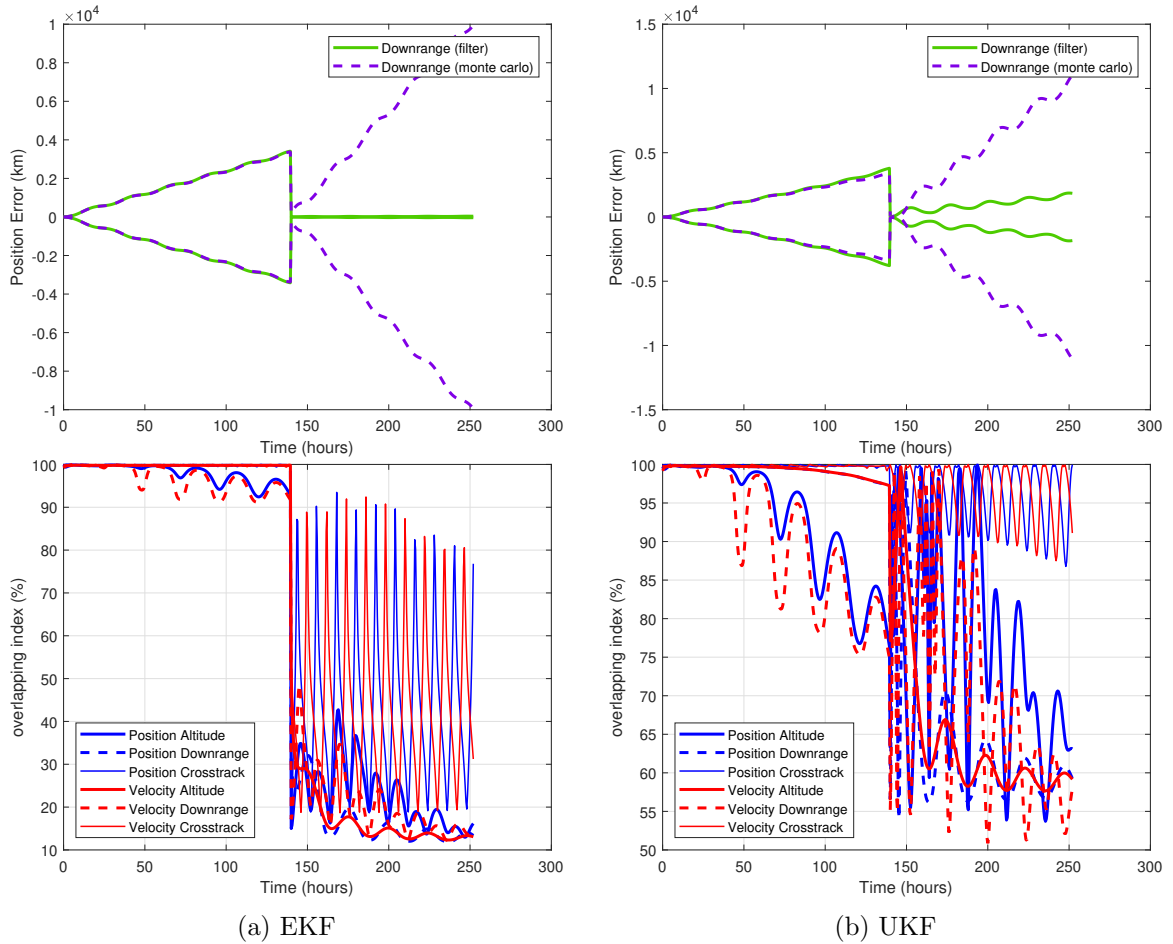 ×10^4
1
0.8
0.6
0.4
0.2
0
-0.2
-0.4
-0.6
-0.8
-1
Position Error (km)
Downrange (filter)
Downrange (monte carlo)
0 50 100 150 200 250 300
Time (hours)
×10^4
1.5
1
0.5
0
-0.5
-1
-1.5
Position Error (km)
Downrange (filter)
Downrange (monte carlo)
0 50 100 150 200 250 300
Time (hours)
100
90
80
70
60
50
40
30
20
10
overlapping index (%)
Position Altitude
Position Downrange
Position Crosstrack
Velocity Altitude
Velocity Downrange
Velocity Crosstrack
0 50 100 150 200 250 300
Time (hours)
100
95
90
85
80
75
70
65
60
55
50
overlapping index (%)
Position Altitude
Position Downrange
Position Crosstrack
Velocity Altitude
Velocity Downrange
Velocity Crosstrack
0 50 100 150 200 250 300
Time (hours)
(a) EKF
(b) UKF